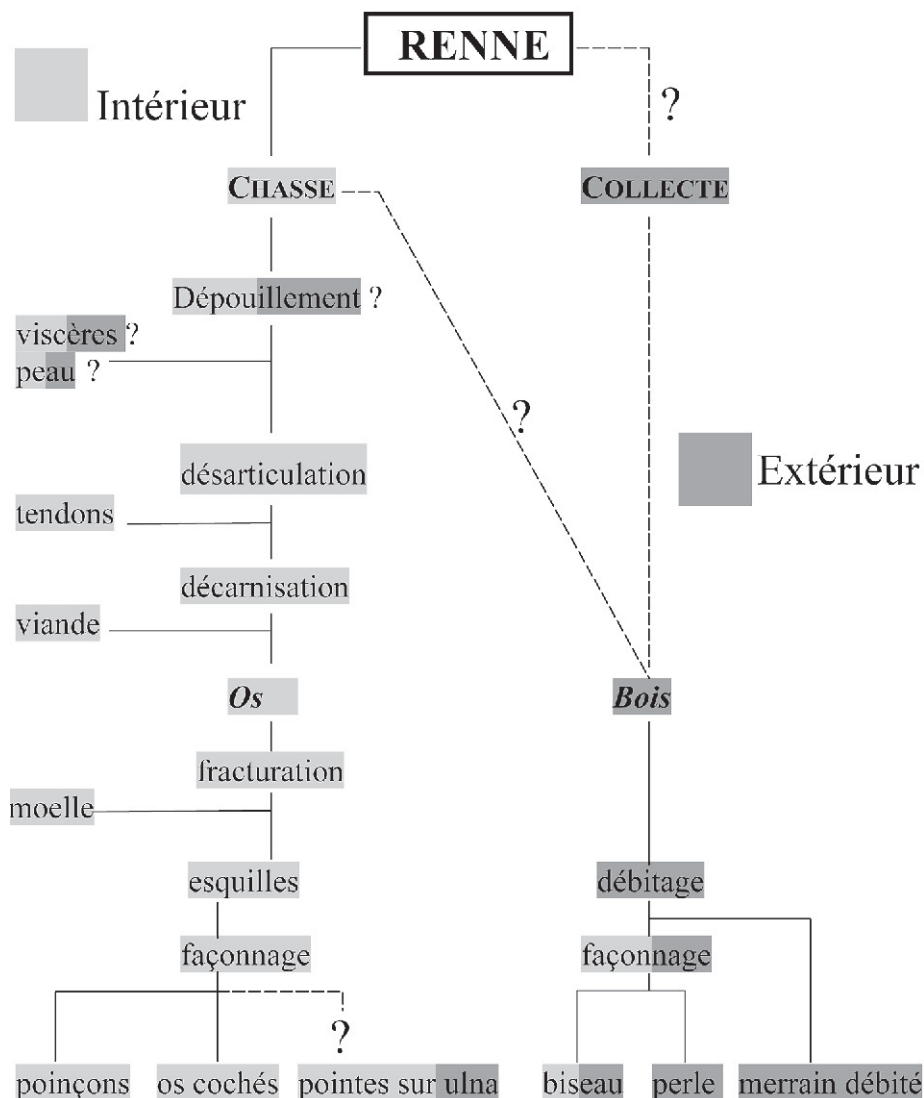 RENNE
Intérieur
?
CHASSE
COLLECTE
Dépouillement ?
viscères ?
peau ?
?
désarticulation
Extérieur
tendons
décarnisation
viande
Os
Bois
fracturation
moelle
esquilles
débitage
façonnage
façonnage
?
poinçons
os cochés
pointes sur ulna
biseau
perle
merrain débité